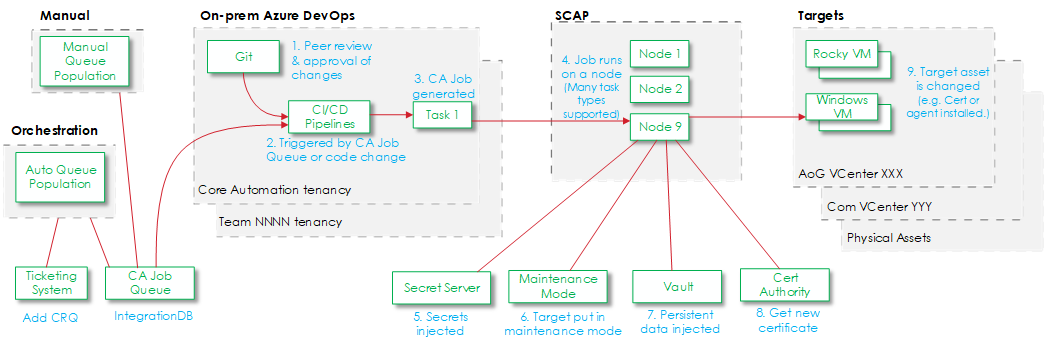 Manual
Manual
Queue
Population
Orchestration
Auto Queue
Population
Ticketing
System
Add CRQ
CA Job
Queue
IntegrationDB
On-prem Azure DevOps
Git
1. Peer review
& approval of
changes
CI/CD
Pipelines
2. Triggered by CA Job
Queue or code change
3. CA Job
generated
Task 1
Core Automation tenancy
Team NNNN tenancy
SCAP
4. Job runs
on a node
(Many task
types
supported)
Node 1
Node 2
Node 9
Secret Server
5. Secrets
injected
Maintenance
Mode
6. Target put in
maintenance mode
Vault
7. Persistent
data injected
Cert
Authority
8. Get new
certificate
Targets
Rocky VM
Windows
VM
9. Target asset
is changed
(e.g. Cert or
agent installed.)
AoG VCenter XXX
Com VCenter YYY
Physical Assets